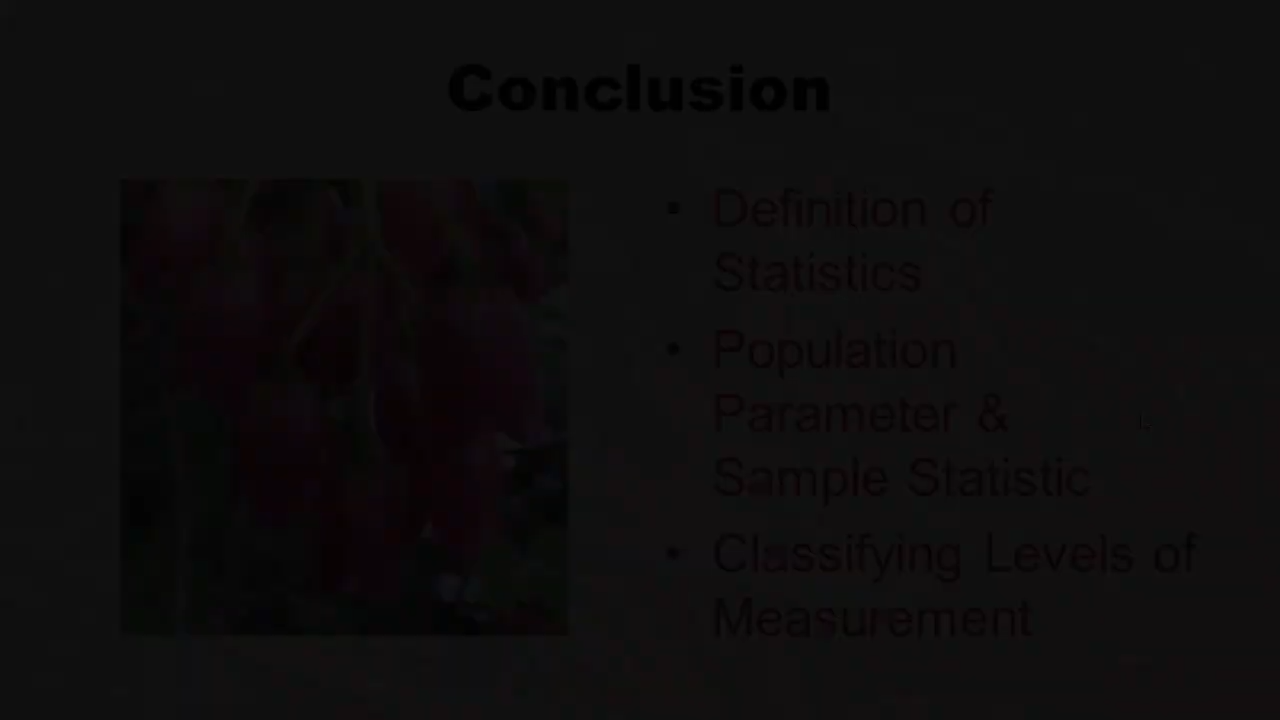 Conclusion
• Definition of
Statistics
• Population
Parameter &
Sample Statistic
• Classifying Levels of
Measurement